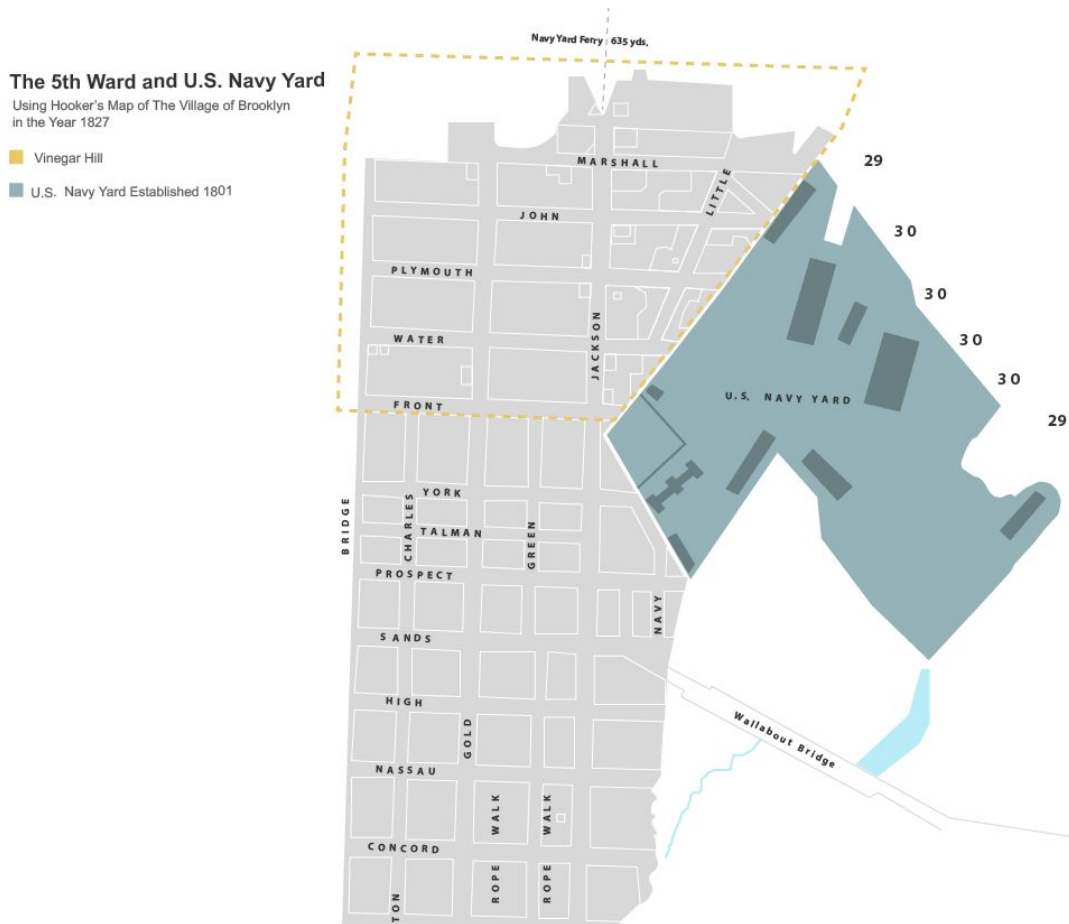 Navy Yard Ferry 635 yds.
The 5th Ward and U.S. Navy Yard
Using Hooker's Map of The Village of Brooklyn
in the Year 1827
Vinegar Hill
U.S. Navy Yard Established 1801
MARSHALL
29
LITTLE
JOHN
30
PLYMOUTH
30
WATER
JACKSON
30
30
U.S. NAVY YARD
FRONT
29
YORK
BRIDGE
CHARLES
TALMAN
GREEN
PROSPECT
NAVY
SANDS
HIGH
GOLD
Wallabout Bridge
NASSAU
WALK
WALK
CONCORD
ROPE
ROPE
TON